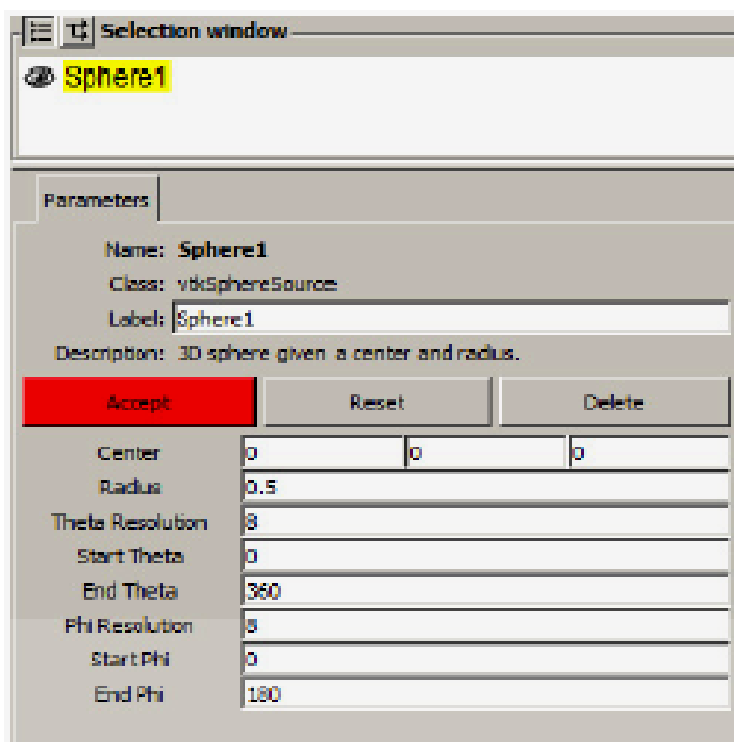 Selection window
Sphere1
Parameters
Name: Sphere1
Class: vtkSphereSource
Label: Sphere1
Description: 3D sphere given a center and radius.
Accept Reset Delete
Center 0 0 0
Radius 0.5
Theta Resolution 8
Start Theta 0
End Theta 360
Phi Resolution 8
Start Phi 0
End Phi 180